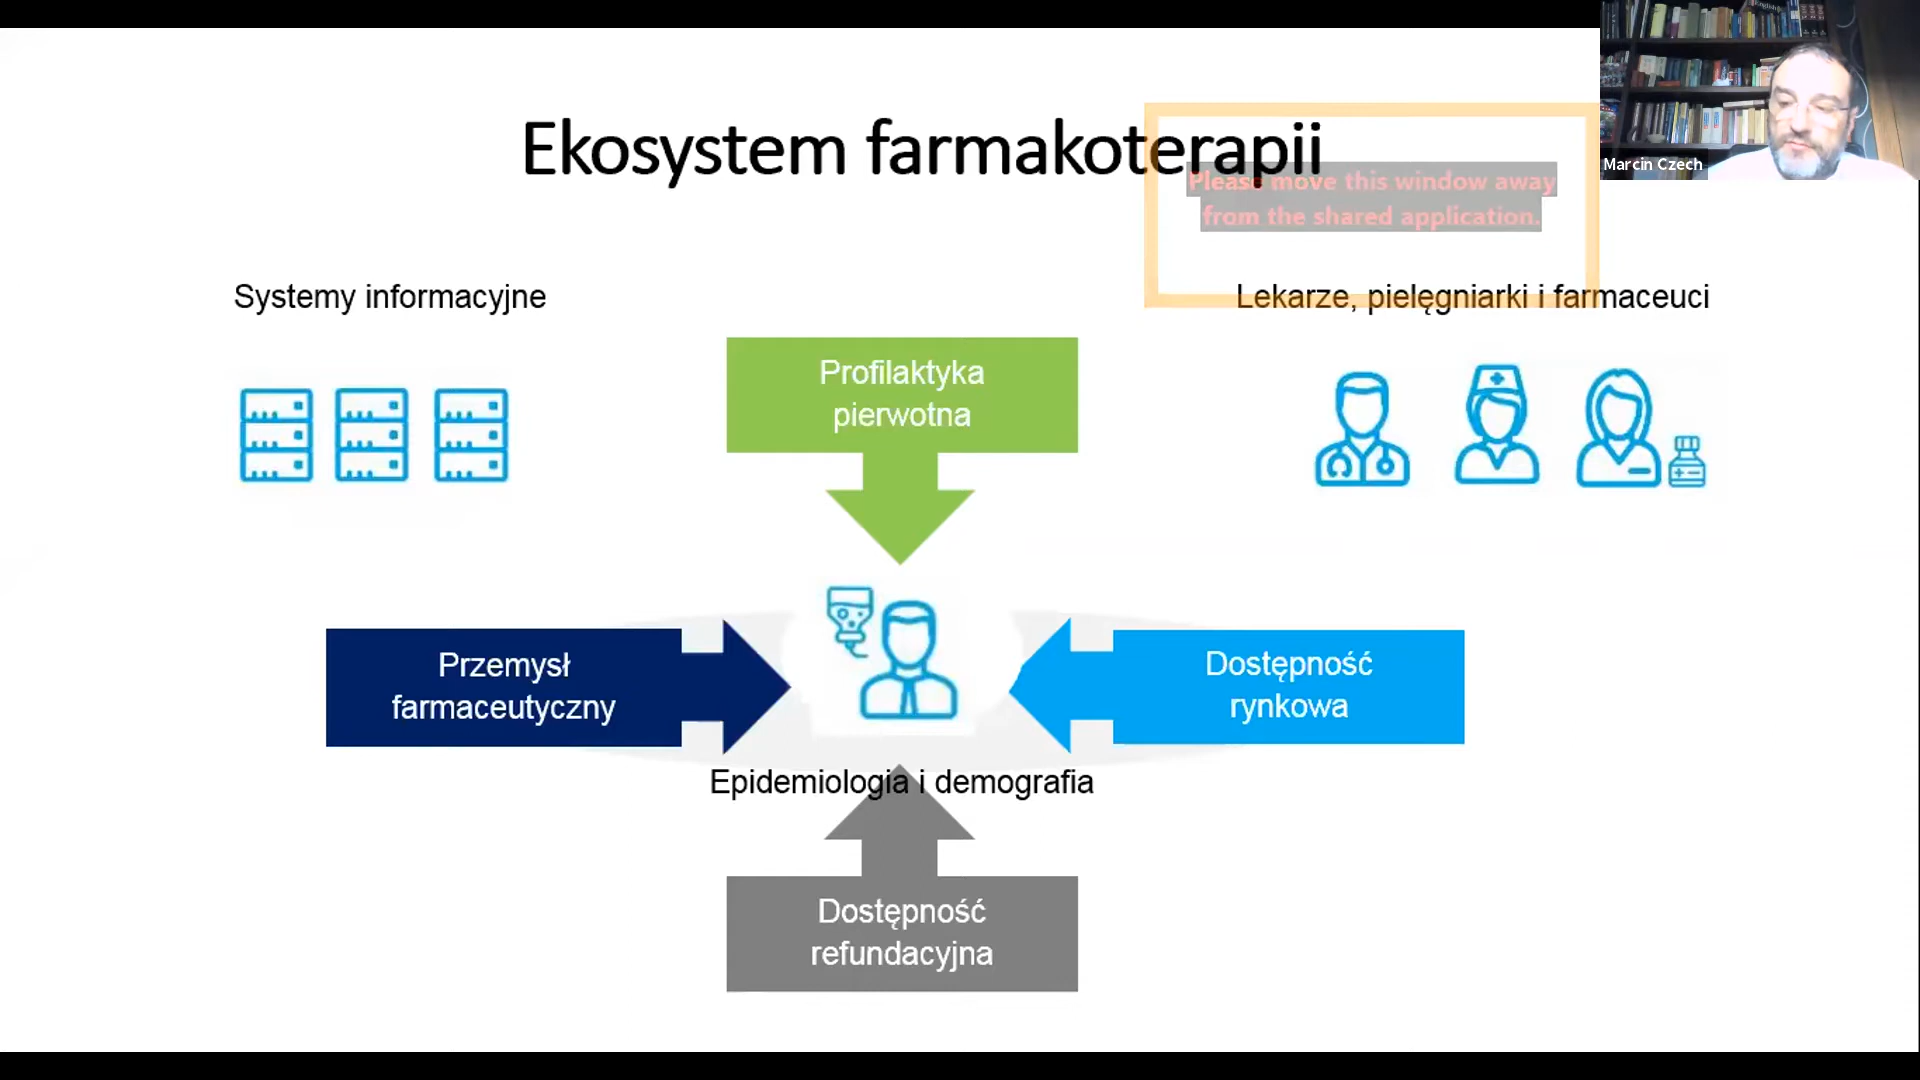 Ekosystem farmakoterapii
Marcin Czech
Please move this window away
from the shared application.
Systemy informacyjne
Lekarze, pielęgniarki i farmaceuci
Profilaktyka
pierwotna
Przemysł
farmaceutyczny
Dostępność
rynkowa
Epidemiologia i demografia
Dostępność
refundacyjna